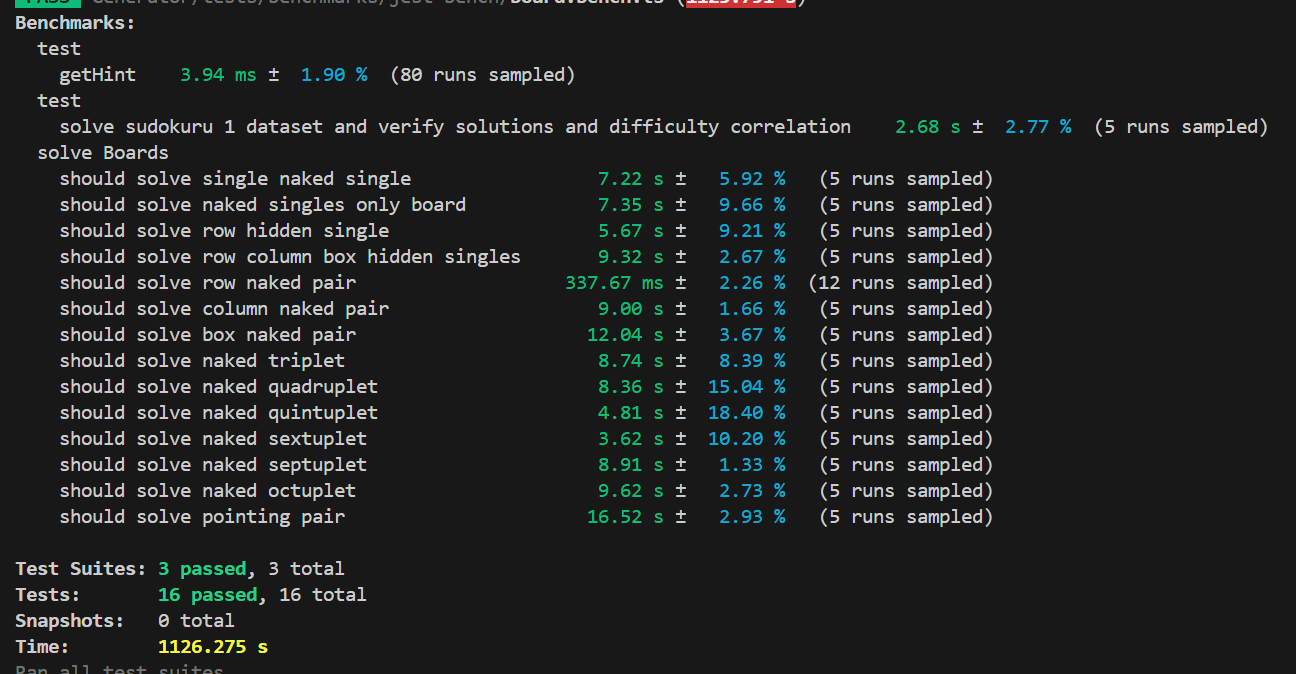 PASS Generator/tests/benchmarks/jest-bench/Board.bench.ts (1125.751 s)
Benchmarks:
test
getHint 3.94 ms ± 1.90 % (80 runs sampled)
test
solve sudokuru 1 dataset and verify solutions and difficulty correlation 2.68 s ± 2.77 % (5 runs sampled)
solve Boards
should solve single naked single 7.22 s ± 5.92 % (5 runs sampled)
should solve naked singles only board 7.35 s ± 9.66 % (5 runs sampled)
should solve row hidden single 5.67 s ± 9.21 % (5 runs sampled)
should solve row column box hidden singles 9.32 s ± 2.67 % (5 runs sampled)
should solve row naked pair 337.67 ms ± 2.26 % (12 runs sampled)
should solve column naked pair 9.00 s ± 1.66 % (5 runs sampled)
should solve box naked pair 12.04 s ± 3.67 % (5 runs sampled)
should solve naked triplet 8.74 s ± 8.39 % (5 runs sampled)
should solve naked quadruplet 8.36 s ± 15.04 % (5 runs sampled)
should solve naked quintuplet 4.81 s ± 18.40 % (5 runs sampled)
should solve naked sextuplet 3.62 s ± 10.20 % (5 runs sampled)
should solve naked septuplet 8.91 s ± 1.33 % (5 runs sampled)
should solve naked octuplet 9.62 s ± 2.73 % (5 runs sampled)
should solve pointing pair 16.52 s ± 2.93 % (5 runs sampled)
Test Suites: 3 passed, 3 total
Tests: 16 passed, 16 total
Snapshots: 0 total
Time: 1126.275 s
Ran all test suites